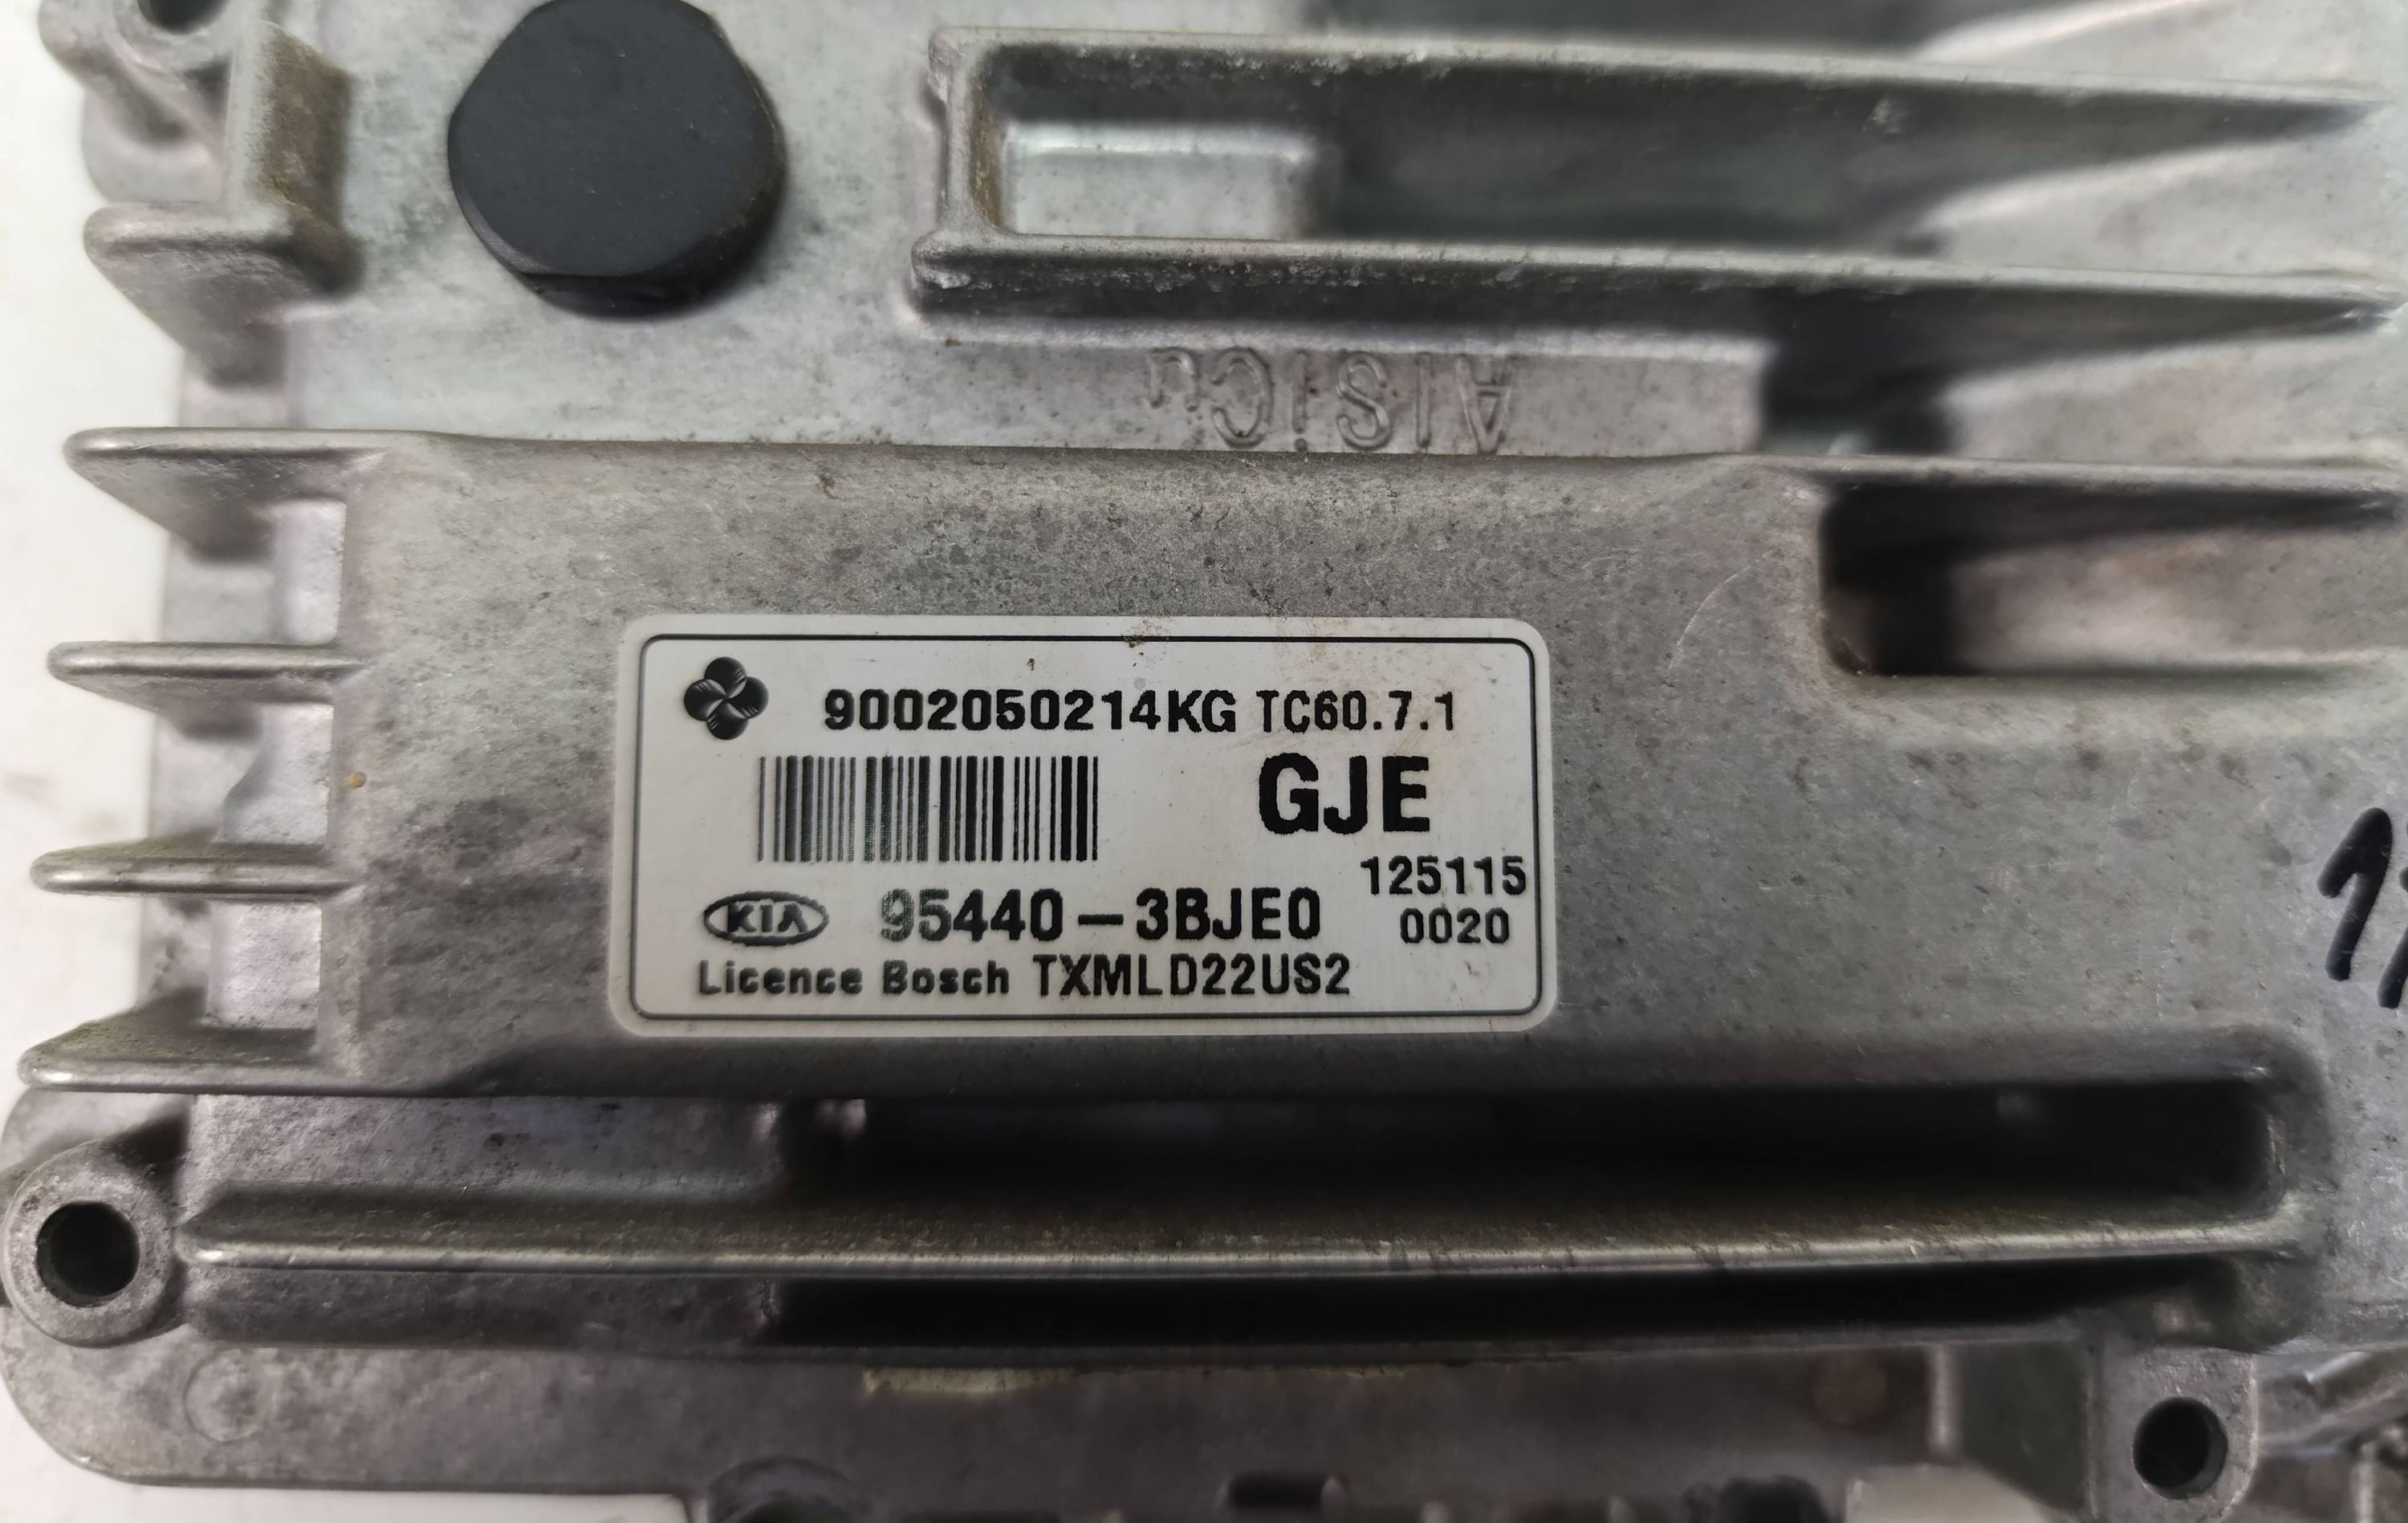 AlSiCu
9002050214KG TC60.7.1
GJE
125115
KIA 95440-3BJE0 0020
Licence Bosch TXMLD22US2